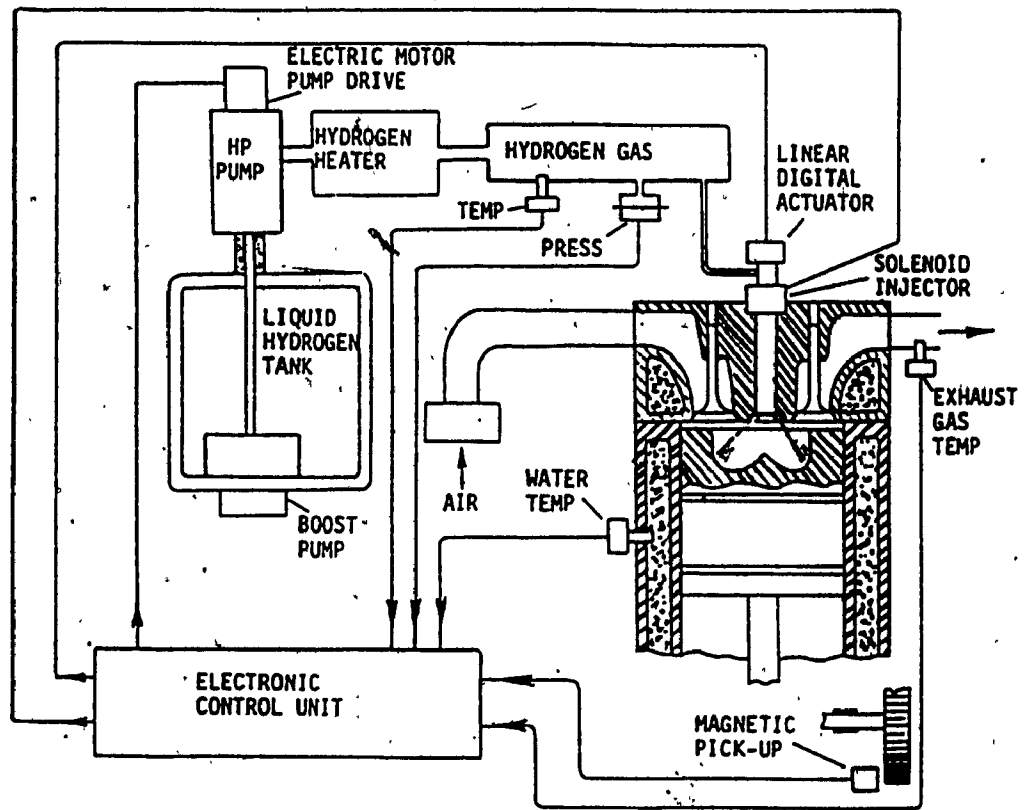 ELECTRIC MOTOR
PUMP DRIVE
HP
PUMP
HYDROGEN
HEATER
HYDROGEN GAS
LINEAR
DIGITAL
ACTUATOR
TEMP
PRESS
SOLENOID
INJECTOR
LIQUID
HYDROGEN
TANK
EXHAUST
GAS
TEMP
AIR
WATER
TEMP
BOOST
PUMP
ELECTRONIC
CONTROL UNIT
MAGNETIC
PICK-UP